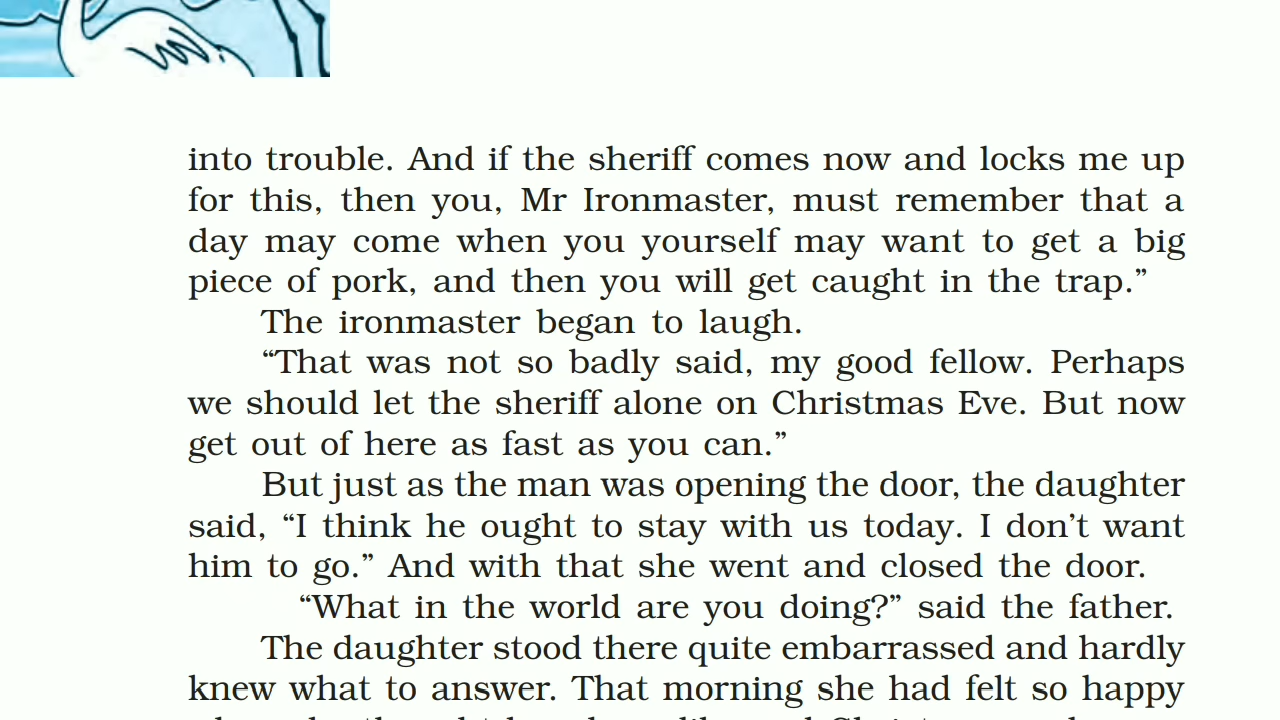 into trouble. And if the sheriff comes now and locks me up
for this, then you, Mr Ironmaster, must remember that a
day may come when you yourself may want to get a big
piece of pork, and then you will get caught in the trap.”
The ironmaster began to laugh.
“That was not so badly said, my good fellow. Perhaps
we should let the sheriff alone on Christmas Eve. But now
get out of here as fast as you can.”
But just as the man was opening the door, the daughter
said, “I think he ought to stay with us today. I don’t want
him to go.” And with that she went and closed the door.
“What in the world are you doing?” said the father.
The daughter stood there quite embarrassed and hardly
knew what to answer. That morning she had felt so happy